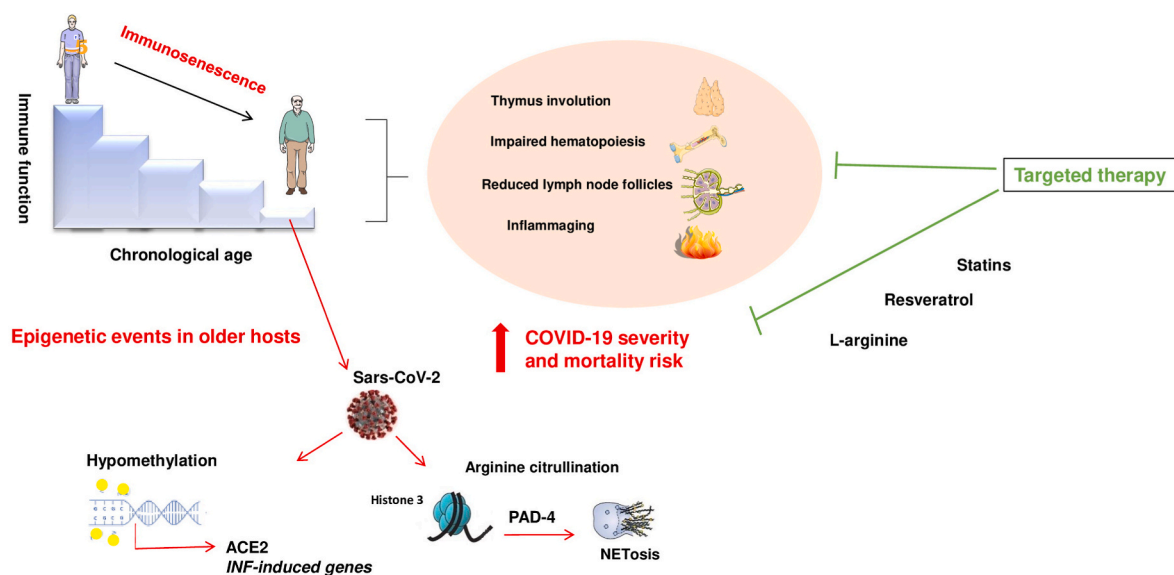 Immunosenescence
Immune function
Chronological age
Thymus involution
Impaired hematopoiesis
Reduced lymph node follicles
Inflammaging
Targeted therapy
Statins
Resveratrol
L-arginine
Epigenetic events in older hosts
COVID-19 severity
and mortality risk
Sars-CoV-2
Hypomethylation
ACE2
INF-induced genes
Arginine citrullination
Histone 3
PAD-4
NETosis